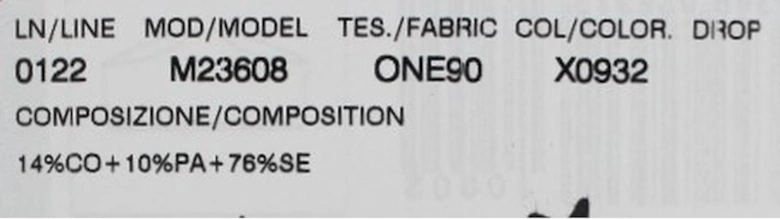 LN/LINE MOD/MODEL TES./FABRIC COL/COLOR. DROP
0122 M23608 ONE90 X0932
COMPOSIZIONE/COMPOSITION
14%CO+10%PA+76%SE